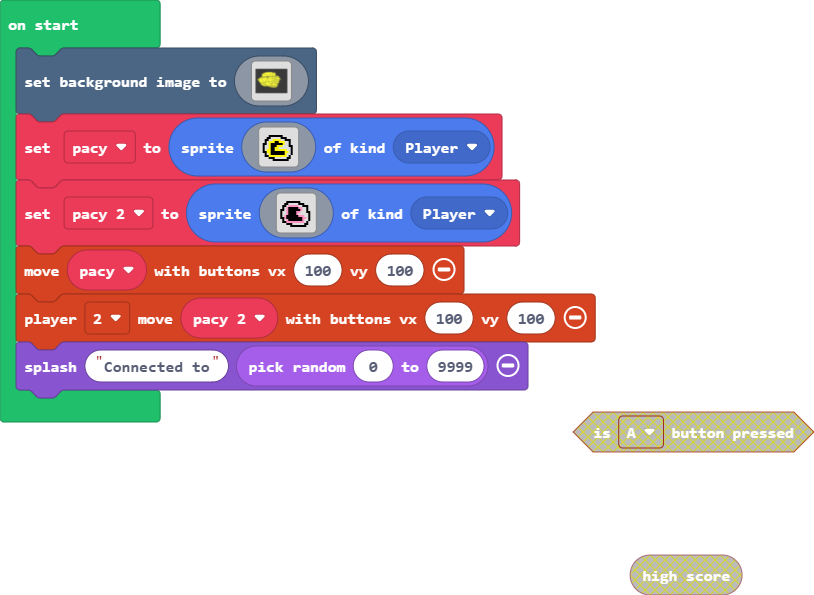 on start
set background image to
set pacy to sprite of kind Player
set pacy 2 to sprite of kind Player
move pacy with buttons vx 100 vy 100
player 2 move pacy 2 with buttons vx 100 vy 100
splash "Connected to" pick random 0 to 9999
is A button pressed
high score